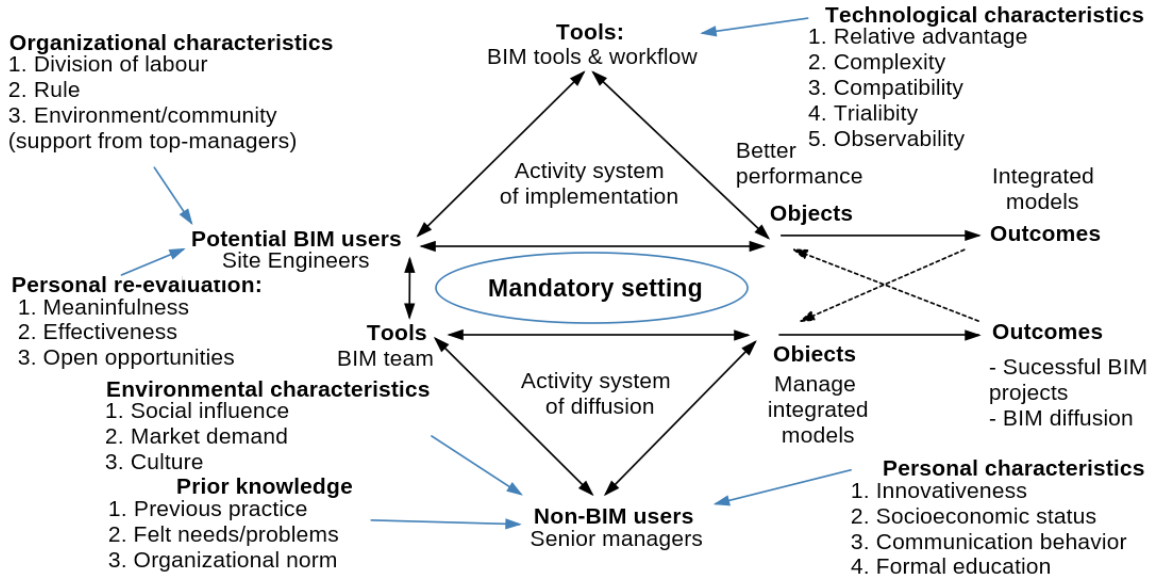 Technological characteristics
1. Relative advantage
2. Complexity
3. Compatibility
4. Trialibity
5. Observability
Tools:
BIM tools & workflow
Organizational characteristics
1. Division of labour
2. Rule
3. Environment/community
(support from top-managers)
Activity system
of implementation
Better
performance
Objects
Integrated
models
Outcomes
Potential BIM users
Site Engineers
Personal re-evaluation:
1. Meaninfulness
2. Effectiveness
3. Open opportunities
Mandatory setting
Tools
BIM team
Objects
Manage
integrated
models
Outcomes
- Sucessful BIM
projects
- BIM diffusion
Activity system
of diffusion
Environmental characteristics
1. Social influence
2. Market demand
3. Culture
Prior knowledge
1. Previous practice
2. Felt needs/problems
3. Organizational norm
Non-BIM users
Senior managers
Personal characteristics
1. Innovativeness
2. Socioeconomic status
3. Communication behavior
4. Formal education